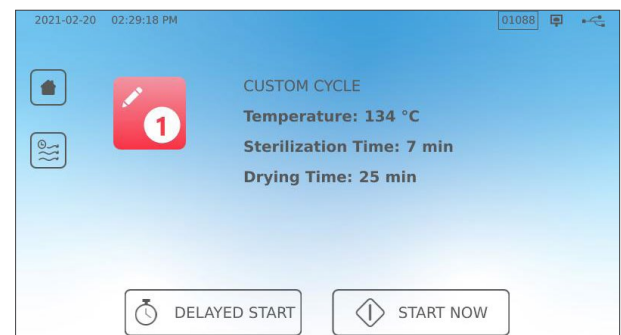 2021-02-20 02:29:18 PM 01088
CUSTOM CYCLE
1
Temperature: 134 °C
Sterilization Time: 7 min
Drying Time: 25 min
DELAYED START START NOW